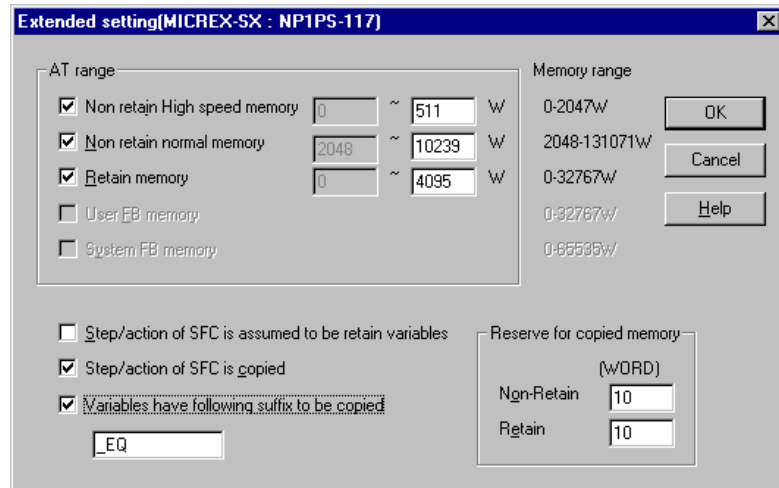 Extended setting(MICREX-SX : NP1PS-117)
AT range
Memory range
Non retain High speed memory 0 ~ 511 W 0-2047W
OK
Non retain normal memory 2048 ~ 10239 W 2048-131071W
Cancel
Retain memory 0 ~ 4095 W 0-32767W
Help
User FB memory 0-32767W
System FB memory 0-65535W
Step/action of SFC is assumed to be retain variables
Step/action of SFC is copied
Variables have following suffix to be copied
_EQ
Reserve for copied memory
(WORD)
Non-Retain 10
Retain 10